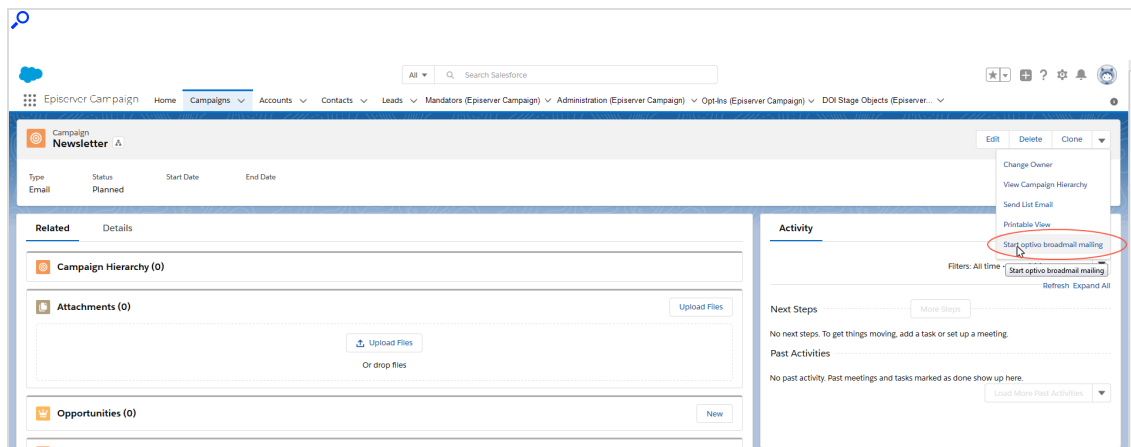 All Search Salesforce
Episerver Campaign Home Campaigns Accounts Contacts Leads Mandators (Episerver Campaign) Administration (Episerver Campaign) Opt-Ins (Episerver Campaign) DOI Stage Objects (Episerver...
Campaign
Newsletter
Edit Delete Clone
Change Owner
View Campaign Hierarchy
Send List Email
Printable View
Start optivo broadmail mailing
Type Status Start Date End Date
Email Planned
Related Details
Campaign Hierarchy (0)
Attachments (0) Upload Files
Upload Files
Or drop files
Opportunities (0) New
Activity
Filters: All time
Start optivo broadmail mailing
Refresh Expand All
Next Steps More Steps
No next steps. To get things moving, add a task or set up a meeting.
Past Activities
No past activity. Past meetings and tasks marked as done show up here.
Load More Past Activities